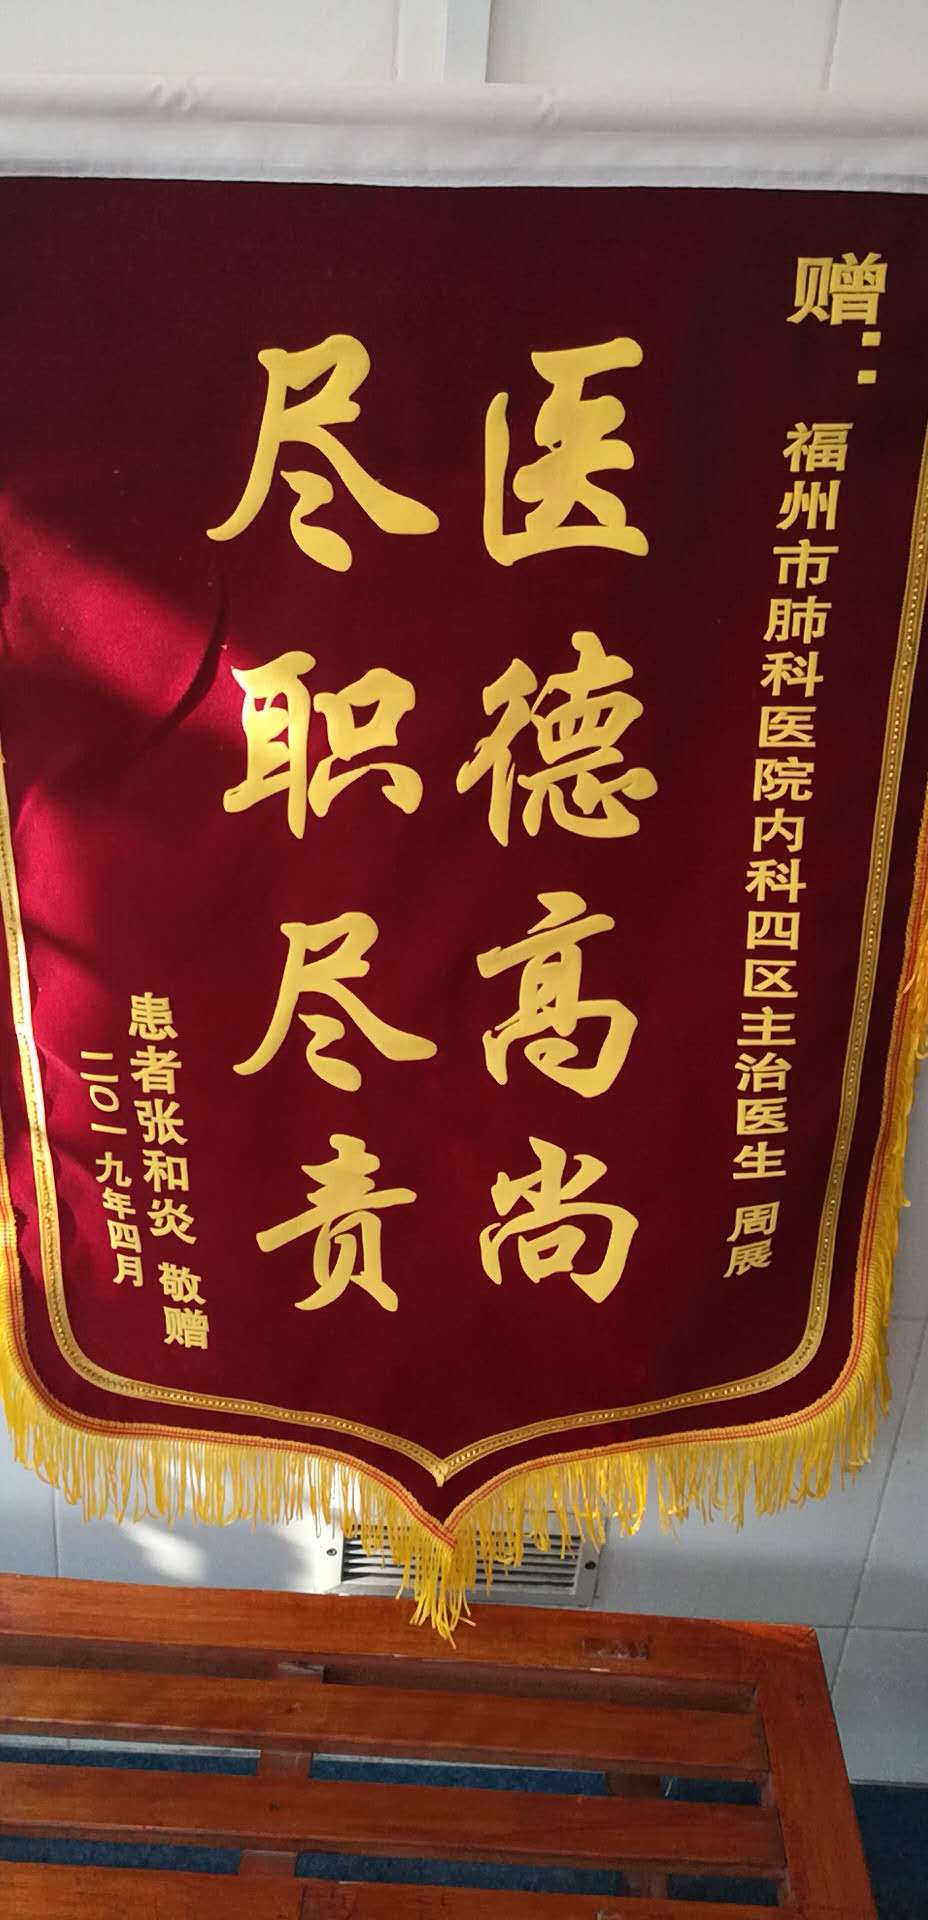 赠：
福州市肺科医院内科四区主治医生 周展
医德高尚
尽职尽责
患者张和炎 敬赠
二〇一九年四月